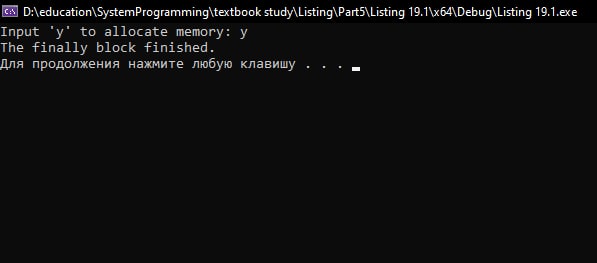 D:\education\SystemProgramming\textbook study\Listing\Part5\Listing 19.1\x64\Debug\Listing 19.1.exe
Input 'y' to allocate memory: y
The finally block finished.
Для продолжения нажмите любую клавишу . . .